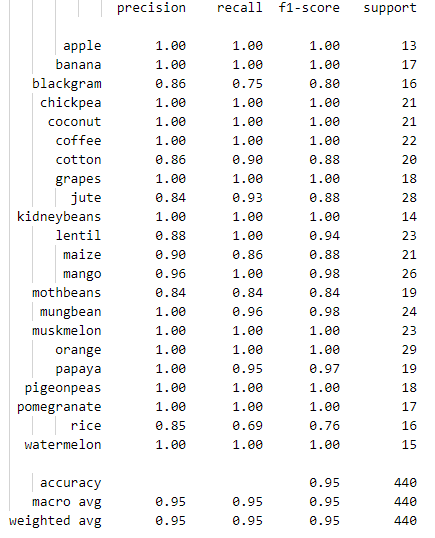 precision recall f1-score support
apple 1.00 1.00 1.00 13
banana 1.00 1.00 1.00 17
blackgram 0.86 0.75 0.80 16
chickpea 1.00 1.00 1.00 21
coconut 1.00 1.00 1.00 21
coffee 1.00 1.00 1.00 22
cotton 0.86 0.90 0.88 20
grapes 1.00 1.00 1.00 18
jute 0.84 0.93 0.88 28
kidneybeans 1.00 1.00 1.00 14
lentil 0.88 1.00 0.94 23
maize 0.90 0.86 0.88 21
mango 0.96 1.00 0.98 26
mothbeans 0.84 0.84 0.84 19
mungbean 1.00 0.96 0.98 24
muskmelon 1.00 1.00 1.00 23
orange 1.00 1.00 1.00 29
papaya 1.00 0.95 0.97 19
pigeonpeas 1.00 1.00 1.00 18
pomegranate 1.00 1.00 1.00 17
rice 0.85 0.69 0.76 16
watermelon 1.00 1.00 1.00 15
accuracy 0.95 440
macro avg 0.95 0.95 0.95 440
weighted avg 0.95 0.95 0.95 440